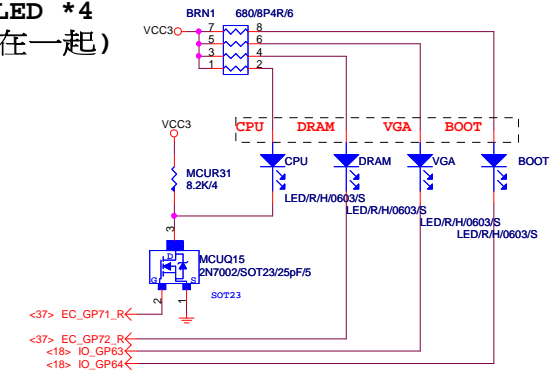 LED *4
在一起)
BRN1 680/8P4R/6
VCC3
7 8
5 6
3 4
1 2
CPU DRAM VGA BOOT
VCC3
CPU DRAM VGA BOOT
MCUR31
8.2K/4
LED/R/H/0603/S
LED/R/H/0603/S
LED/R/H/0603/S
LED/R/H/0603/S
3
D
MCUQ15
2N7002/SOT23/25pF/5
G S
SOT23
2 1
<37> EC_GP71_R
<37> EC_GP72_R
<18> IO_GP63
<18> IO_GP64